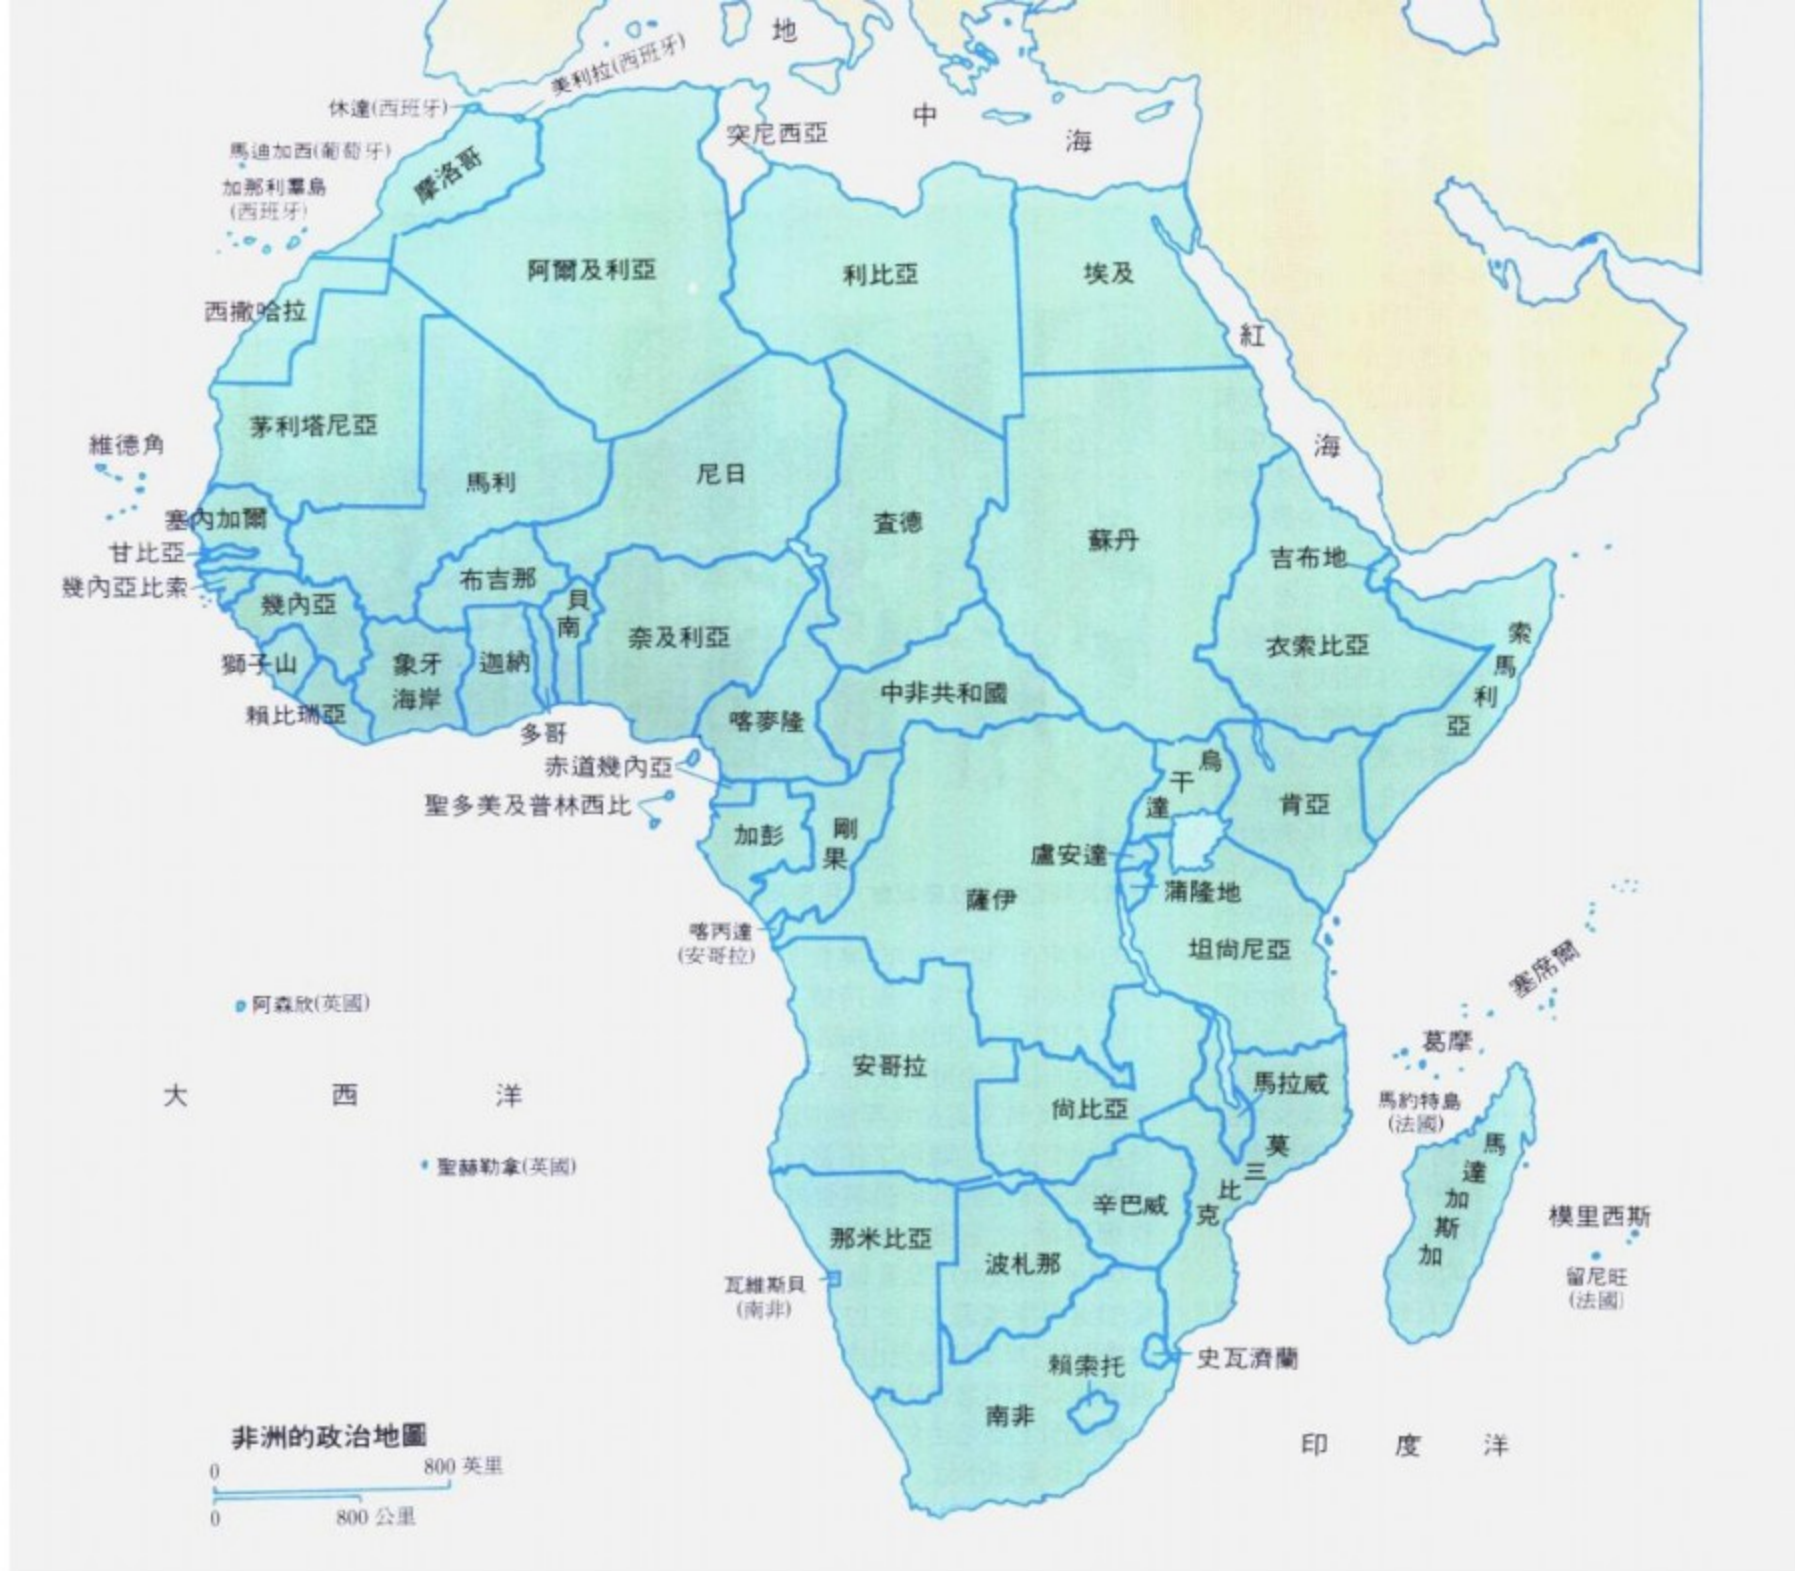 地
中
海
美利拉(西班牙)
休達(西班牙)
突尼西亞
馬迪加西(葡萄牙)
加那利羣島
(西班牙)
摩洛哥
阿爾及利亞
利比亞
埃及
西撒哈拉
紅
海
茅利塔尼亞
維德角
馬利
尼日
查德
蘇丹
塞內加爾
甘比亞
幾內亞比索
幾內亞
布吉那
貝
南
奈及利亞
吉布地
衣索比亞
索
馬
利
亞
獅子山
象牙
海岸
迦納
賴比瑞亞
多哥
中非共和國
喀麥隆
赤道幾內亞
聖多美及普林西比
烏
干
達
肯亞
加彭
剛
果
盧安達
蒲隆地
薩伊
坦尚尼亞
喀丙達
(安哥拉)
塞席爾
阿森欣(英國)
葛摩
安哥拉
馬拉威
尚比亞
馬約特島
(法國)
大 西 洋
聖赫勒拿(英國)
莫
三
比
克
馬
達
加
斯
加
辛巴威
那米比亞
波札那
模里西斯
留尼旺
(法國)
瓦維斯貝
(南非)
賴索托
史瓦濟蘭
南非
印 度 洋
非洲的政治地圖
0 800 英里
0 800 公里